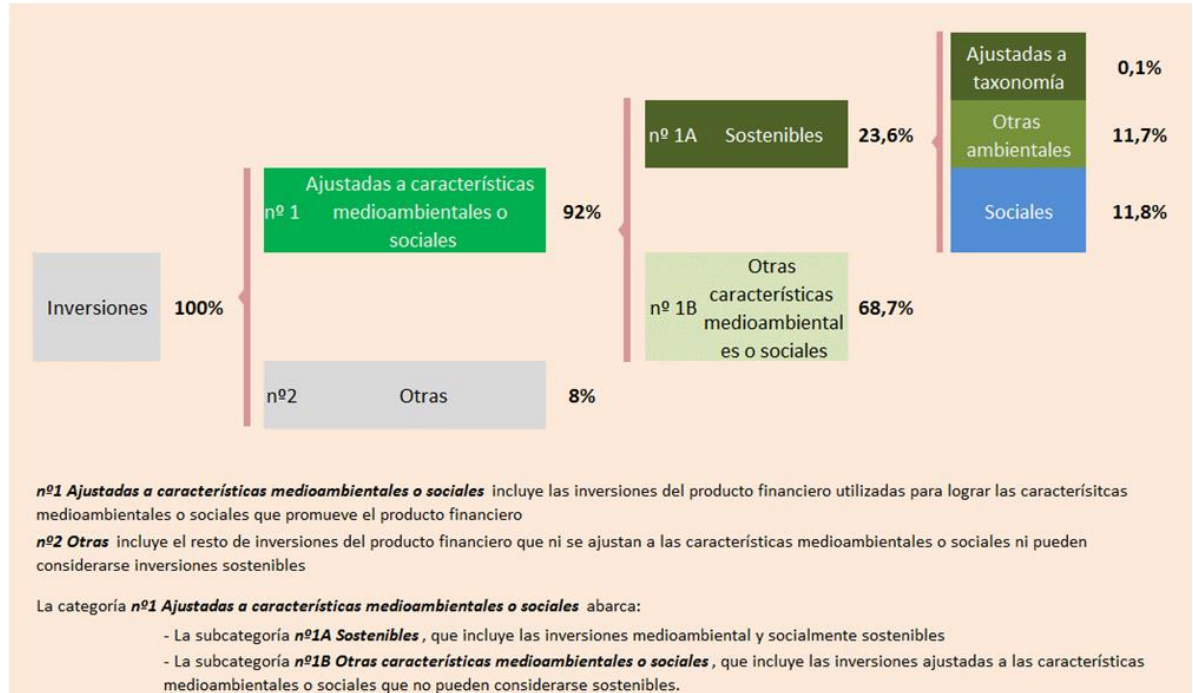 Ajustadas a
taxonomía
0,1%
nº 1A Sostenibles 23,6%
Otras
ambientales
11,7%
nº 1
Ajustadas a características
medioambientales o
sociales
92%
Sociales 11,8%
Inversiones 100%
nº 1B
Otras
características
medioambiental
es o sociales
68,7%
nº2 Otras 8%
nº1 Ajustadas a características medioambientales o sociales incluye las inversiones del producto financiero utilizadas para lograr las caracterísitcas
medioambientales o sociales que promueve el producto financiero
nº2 Otras incluye el resto de inversiones del producto financiero que ni se ajustan a las características medioambientales o sociales ni pueden
considerarse inversiones sostenibles
La categoría nº1 Ajustadas a características medioambientales o sociales abarca:
- La subcategoría nº1A Sostenibles, que incluye las inversiones medioambiental y socialmente sostenibles
- La subcategoría nº1B Otras características medioambientales o sociales, que incluye las inversiones ajustadas a las características
medioambientales o sociales que no pueden considerarse sostenibles.